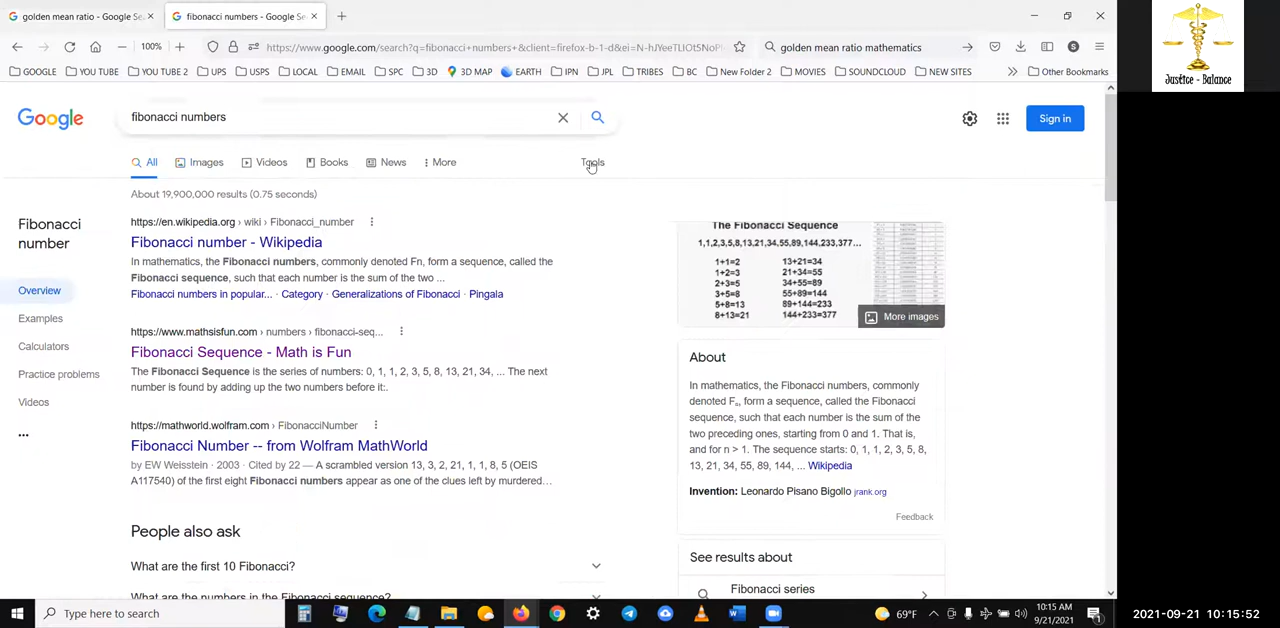 golden mean ratio - Google Se
fibonacci numbers - Google Se
100%
https://www.google.com/search?q=fibonacci+numbers+&client=firefox-b-1-d&ei=N-hJYeeTLIOt5NoP
golden mean ratio mathematics
GOOGLE YOU TUBE YOU TUBE 2 UPS USPS LOCAL EMAIL SPC 3D 3D MAP EARTH IPN JPL TRIBES BC New Folder 2 MOVIES SOUNDCLOUD NEW SITES Other Bookmarks
Justice - Balance
Google
fibonacci numbers
Sign in
All Images Videos Books News More Tools
About 19,900,000 results (0.75 seconds)
Fibonacci
number
Overview
Examples
Calculators
Practice problems
Videos
...
https://en.wikipedia.org › wiki › Fibonacci_number
Fibonacci number - Wikipedia
In mathematics, the Fibonacci numbers, commonly denoted Fn, form a sequence, called the
Fibonacci sequence, such that each number is the sum of the two ...
Fibonacci numbers in popular... · Category · Generalizations of Fibonacci · Pingala
https://www.mathsisfun.com › numbers › fibonacci-seq...
Fibonacci Sequence - Math is Fun
The Fibonacci Sequence is the series of numbers: 0, 1, 1, 2, 3, 5, 8, 13, 21, 34, ... The next
number is found by adding up the two numbers before it:.
https://mathworld.wolfram.com › FibonacciNumber
Fibonacci Number -- from Wolfram MathWorld
by EW Weisstein · 2003 · Cited by 22 — A scrambled version 13, 3, 2, 21, 1, 1, 8, 5 (OEIS
A117540) of the first eight Fibonacci numbers appear as one of the clues left by murdered...
People also ask
What are the first 10 Fibonacci?
What are the numbers in the Fibonacci sequence?
The Fibonacci Sequence
1,1,2,3,5,8,13,21,34,55,89,144,233,377...
1+1=2 13+21=34
1+2=3 21+34=55
2+3=5 34+55=89
3+5=8 55+89=144
5+8=13 89+144=233
8+13=21 144+233=377
More images
About
In mathematics, the Fibonacci numbers, commonly
denoted Fn, form a sequence, called the Fibonacci
sequence, such that each number is the sum of the
two preceding ones, starting from 0 and 1. That is,
and for n > 1. The sequence starts: 0, 1, 1, 2, 3, 5, 8,
13, 21, 34, 55, 89, 144, ... Wikipedia
Invention: Leonardo Pisano Bigollo jrank.org
Feedback
See results about
Fibonacci series
Type here to search
69°F
10:15 AM
9/21/2021
2021-09-21 10:15:52